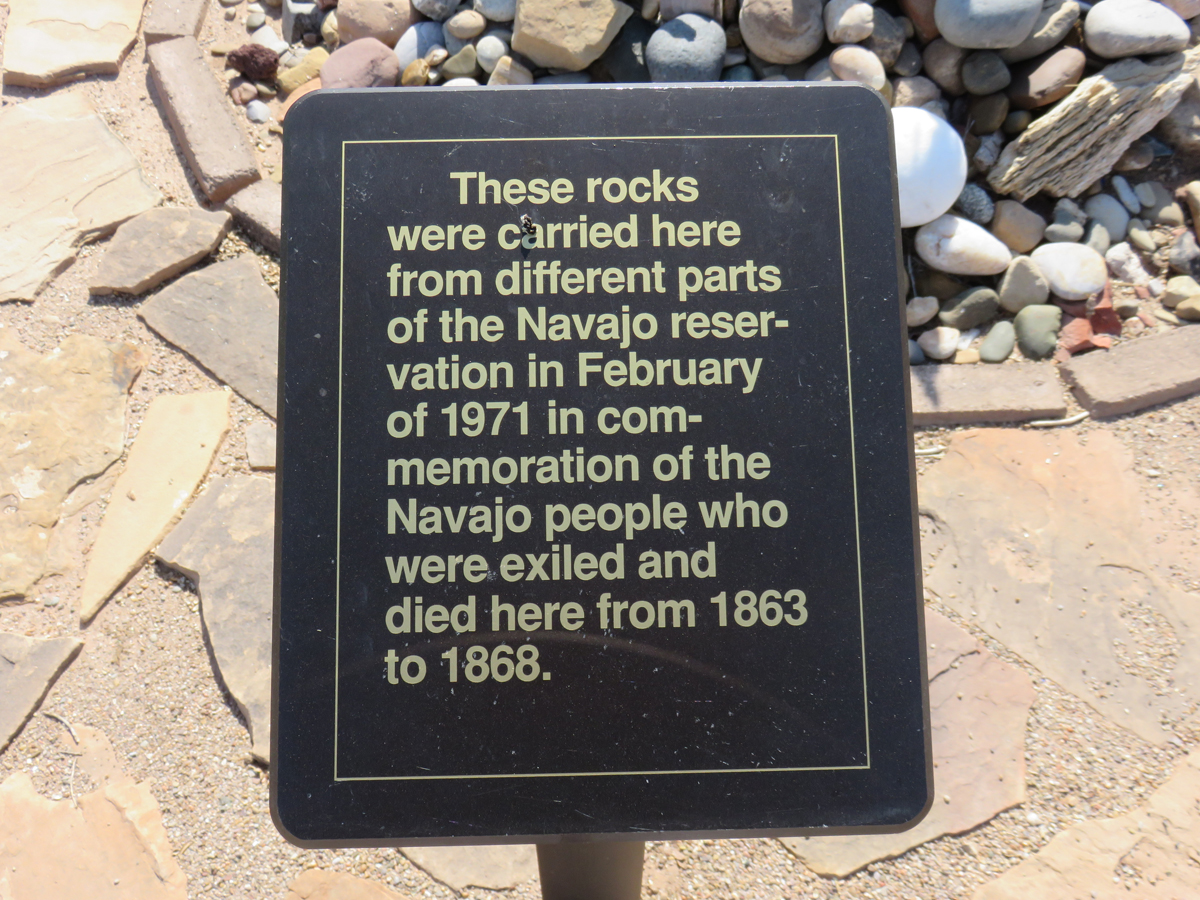 These rocks
were carried here
from different parts
of the Navajo reser-
vation in February
of 1971 in com-
memoration of the
Navajo people who
were exiled and
died here from 1863
to 1868.